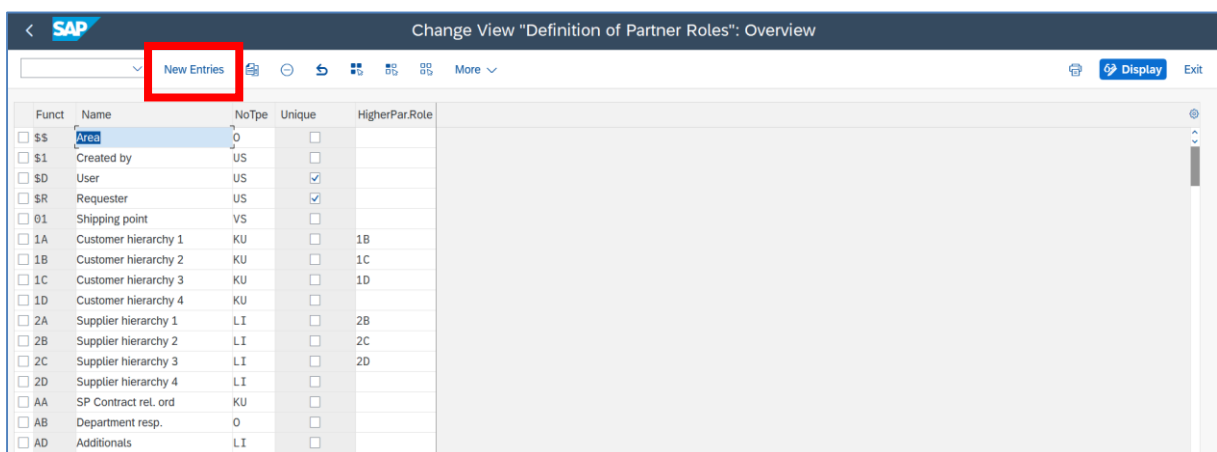 SAP Change View "Definition of Partner Roles": Overview
New Entries More Display Exit
Funct Name NoTpe Unique HigherPar.Role
$$ Area O
$1 Created by US
$D User US
$R Requester US
01 Shipping point VS
1A Customer hierarchy 1 KU 1B
1B Customer hierarchy 2 KU 1C
1C Customer hierarchy 3 KU 1D
1D Customer hierarchy 4 KU
2A Supplier hierarchy 1 LI 2B
2B Supplier hierarchy 2 LI 2C
2C Supplier hierarchy 3 LI 2D
2D Supplier hierarchy 4 LI
AA SP Contract rel. ord KU
AB Department resp. O
AD Additionals LI